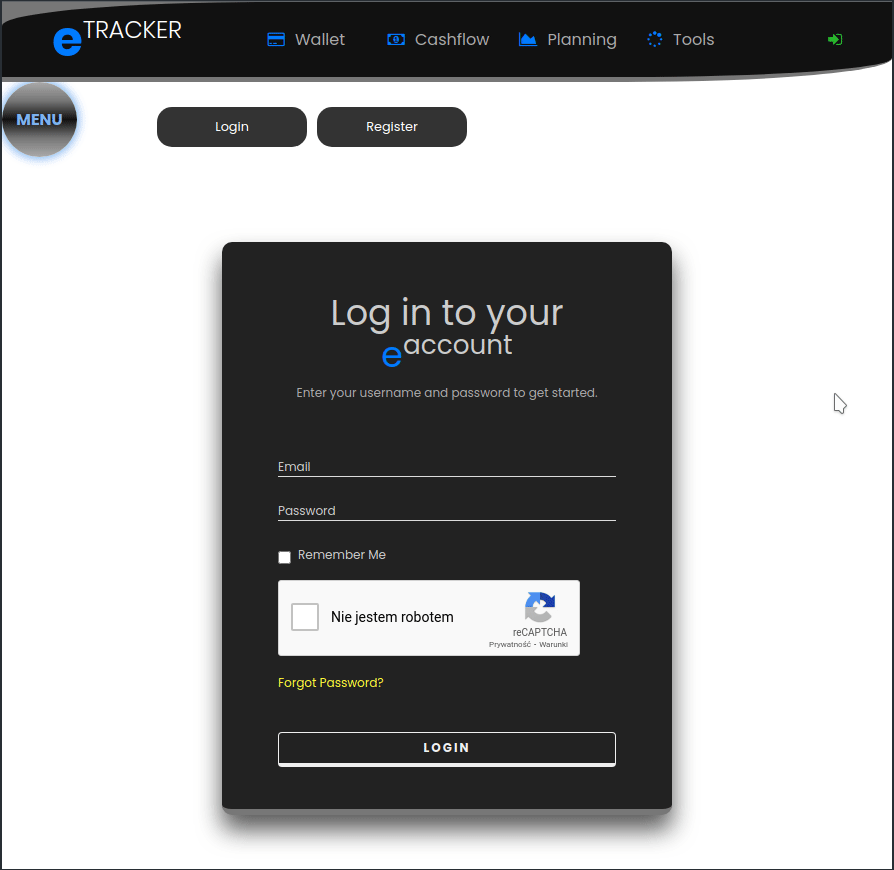 eTRACKER Wallet Cashflow Planning Tools
MENU
Login Register
Log in to your
eaccount
Enter your username and password to get started.
Email
Password
Remember Me
Nie jestem robotem
reCAPTCHA
Prywatność - Warunki
Forgot Password?
LOGIN